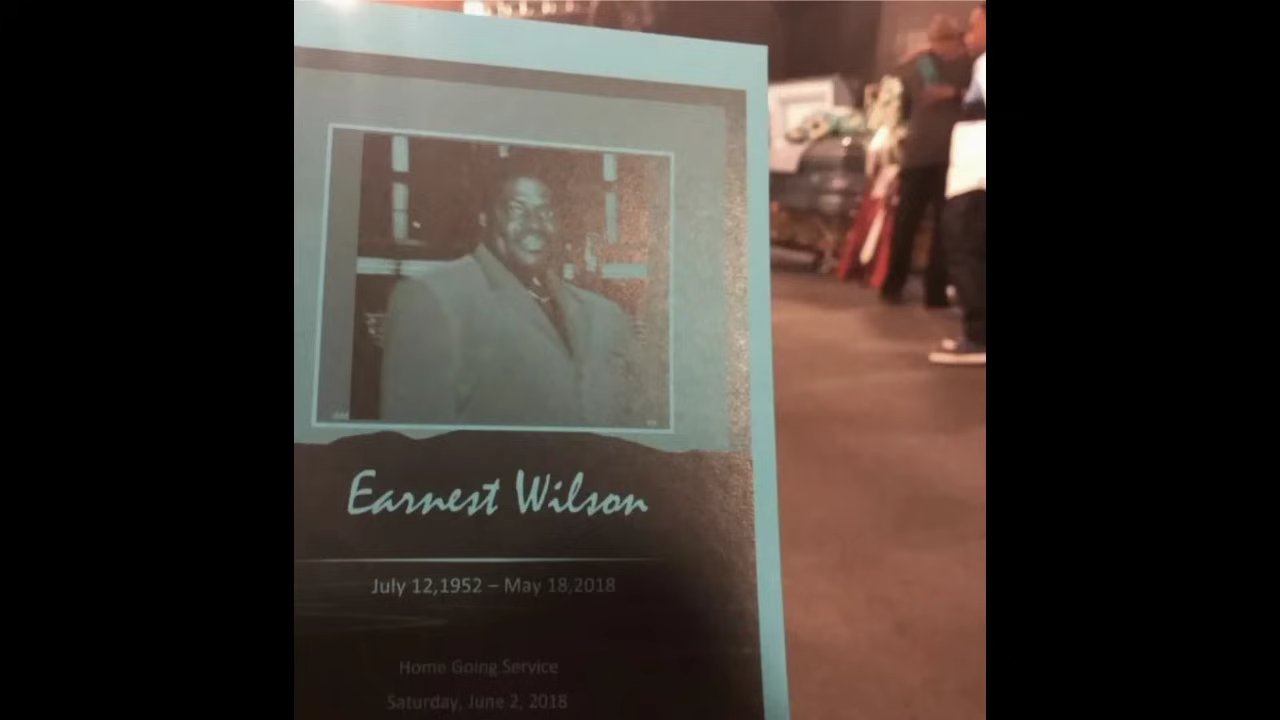 Earnest Wilson
July 12,1952 – May 18,2018
Home Going Service
Saturday, June 2, 2018